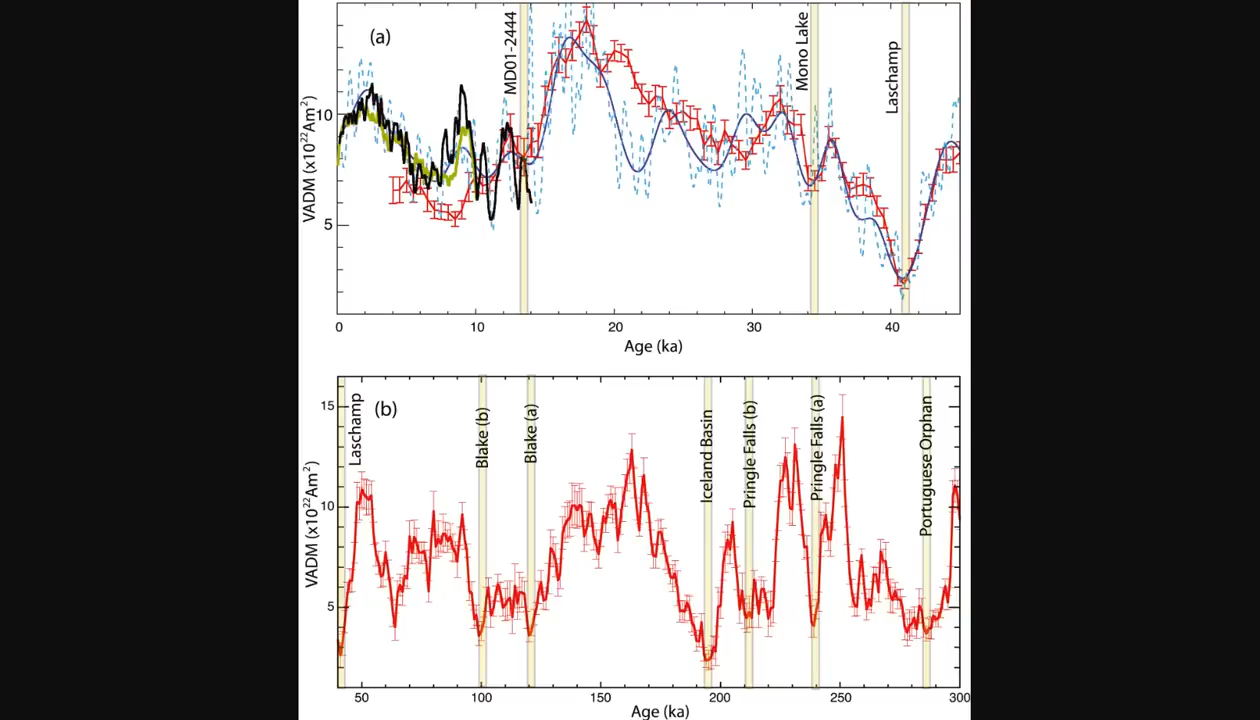 (a)
MD01-2444
Mono Lake
Laschamp
VADM (x10²²Am²)
10
5
0
10
20
30
40
Age (ka)
(b)
Laschamp
Blake (b)
Blake (a)
Iceland Basin
Pringle Falls (b)
Pringle Falls (a)
Portuguese Orphan
VADM (x10²²Am²)
15
10
5
50
100
150
200
250
300
Age (ka)